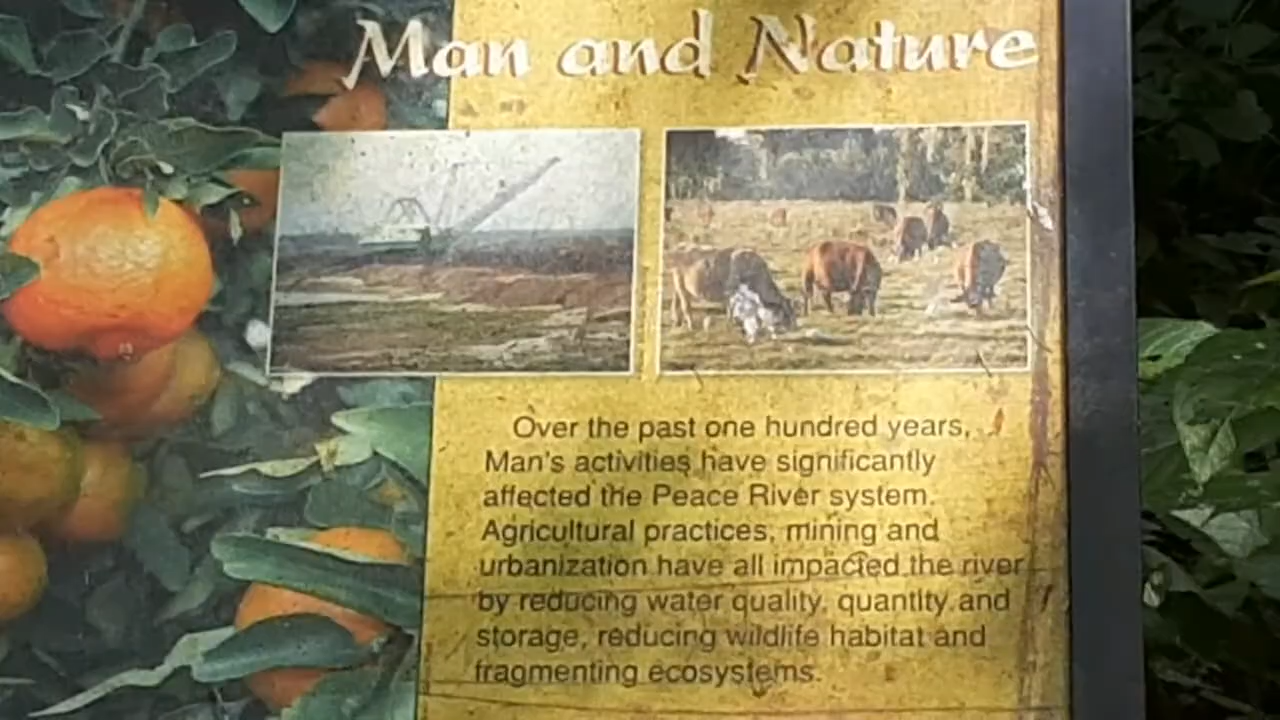 Man and Nature
Over the past one hundred years,
Man's activities have significantly
affected the Peace River system.
Agricultural practices, mining and
urbanization have all impacted the river
by reducing water quality, quantity and
storage, reducing wildlife habitat and
fragmenting ecosystems.